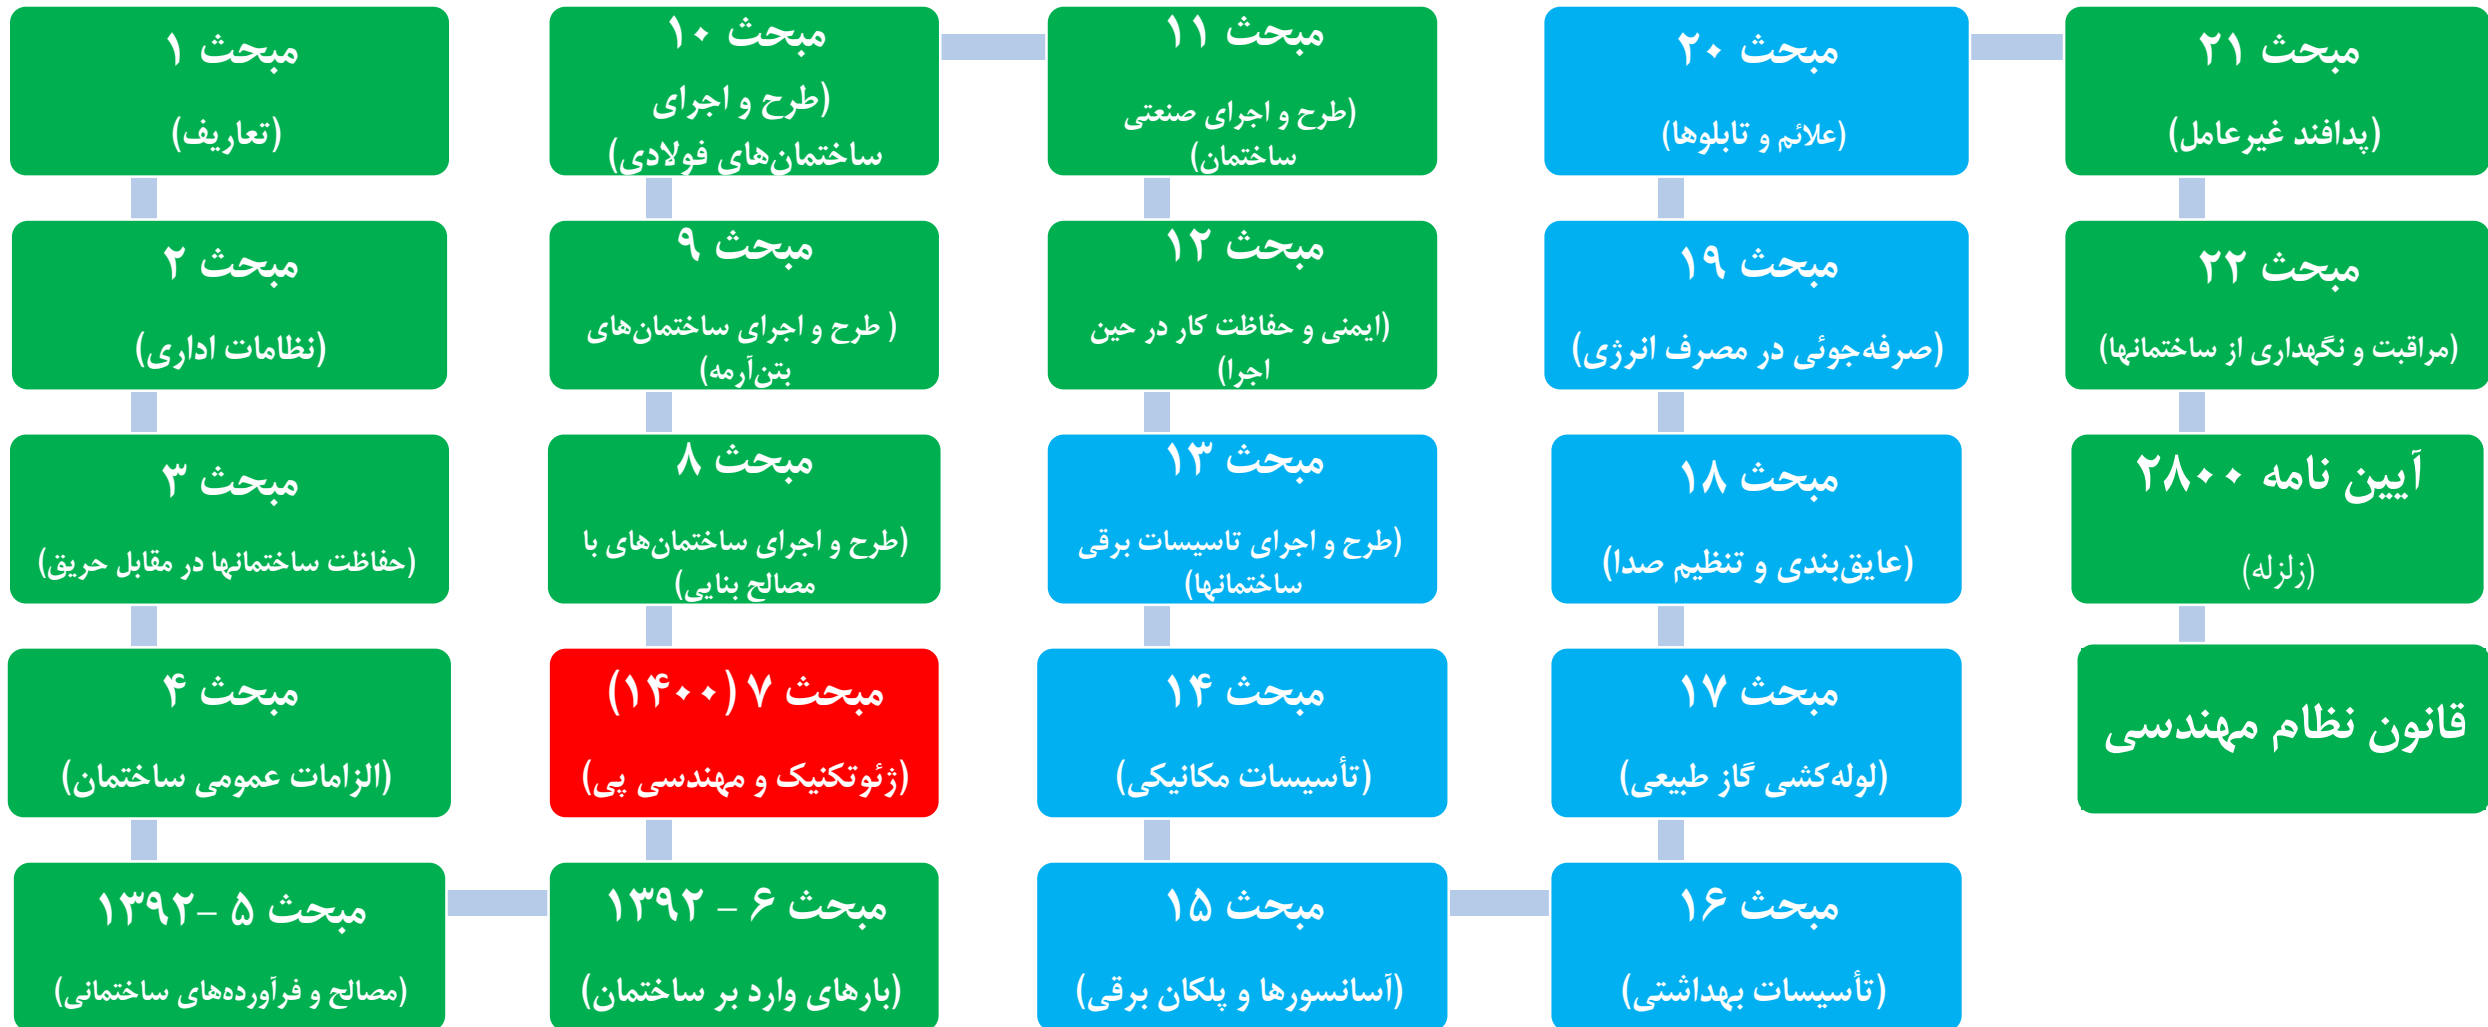 مبحث ۱
(تعاریف)
مبحث ۲
(نظامات اداری)
مبحث ۳
(حفاظت ساختمانها در مقابل حریق)
مبحث ۴
(الزامات عمومی ساختمان)
مبحث ۵ –۱۳۹۲
(مصالح و فرآورده‌های ساختمانی)
مبحث ۶ – ۱۳۹۲
(بارهای وارد بر ساختمان)
مبحث ۷ (۱۴۰۰)
(ژئوتکنیک و مهندسی پی)
مبحث ۸
(طرح و اجرای ساختمان‌های با
مصالح بنایی)
مبحث ۹
( طرح و اجرای ساختمان‌های
بتن‌آرمه)
مبحث ۱۰
(طرح و اجرای
ساختمان‌های فولادی)
مبحث ۱۱
(طرح و اجرای صنعتی
ساختمان)
مبحث ۱۲
(ایمنی و حفاظت کار در حین
اجرا)
مبحث ۱۳
(طرح و اجرای تاسیسات برقی
ساختمانها)
مبحث ۱۴
(تأسیسات مکانیکی)
مبحث ۱۵
(آسانسورها و پلکان برقی)
مبحث ۱۶
(تأسیسات بهداشتی)
مبحث ۱۷
(لوله‌کشی گاز طبیعی)
مبحث ۱۸
(عایق‌بندی و تنظیم صدا)
مبحث ۱۹
(صرفه‌جوئی در مصرف انرژی)
مبحث ۲۰
(علائم و تابلوها)
مبحث ۲۱
(پدافند غیرعامل)
مبحث ۲۲
(مراقبت و نگهداری از ساختمانها)
آیین نامه ۲۸۰۰
(زلزله)
قانون نظام مهندسی